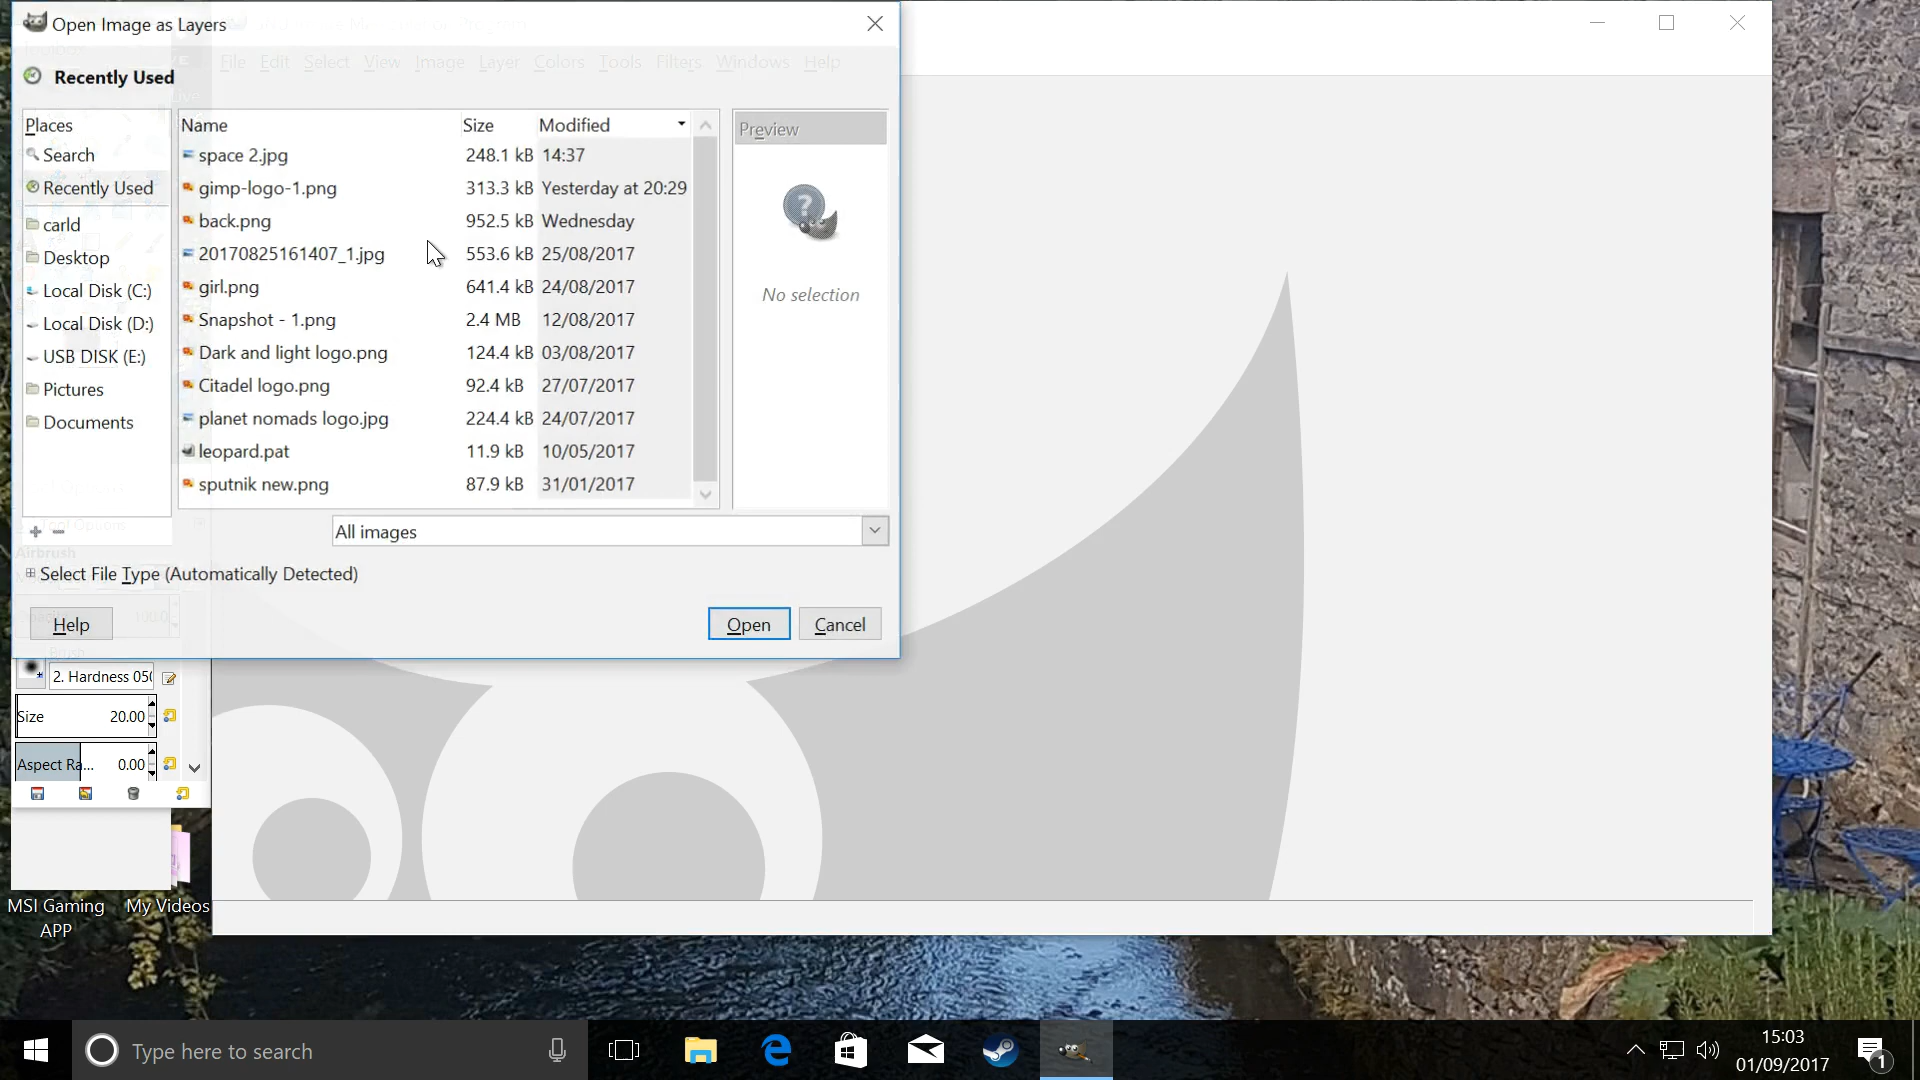 Open Image as Layers
File Edit Select View Image Layer Colors Tools Filters Windows Help
Recently Used
Places
Search
Recently Used
carld
Desktop
Local Disk (C:)
Local Disk (D:)
USB DISK (E:)
Pictures
Documents
Name Size Modified
space 2.jpg 248.1 kB 14:37
gimp-logo-1.png 313.3 kB Yesterday at 20:29
back.png 952.5 kB Wednesday
20170825161407_1.jpg 553.6 kB 25/08/2017
girl.png 641.4 kB 24/08/2017
Snapshot - 1.png 2.4 MB 12/08/2017
Dark and light logo.png 124.4 kB 03/08/2017
Citadel logo.png 92.4 kB 27/07/2017
planet nomads logo.jpg 224.4 kB 24/07/2017
leopard.pat 11.9 kB 10/05/2017
sputnik new.png 87.9 kB 31/01/2017
Preview
No selection
Tool Options
All images
Airbrush
Select File Type (Automatically Detected)
100.0
Help
Open
Cancel
Brush
2. Hardness 050
Size 20.00
Aspect Ra... 0.00
MSI Gaming
APP
My Videos
Type here to search
15:03
01/09/2017
1